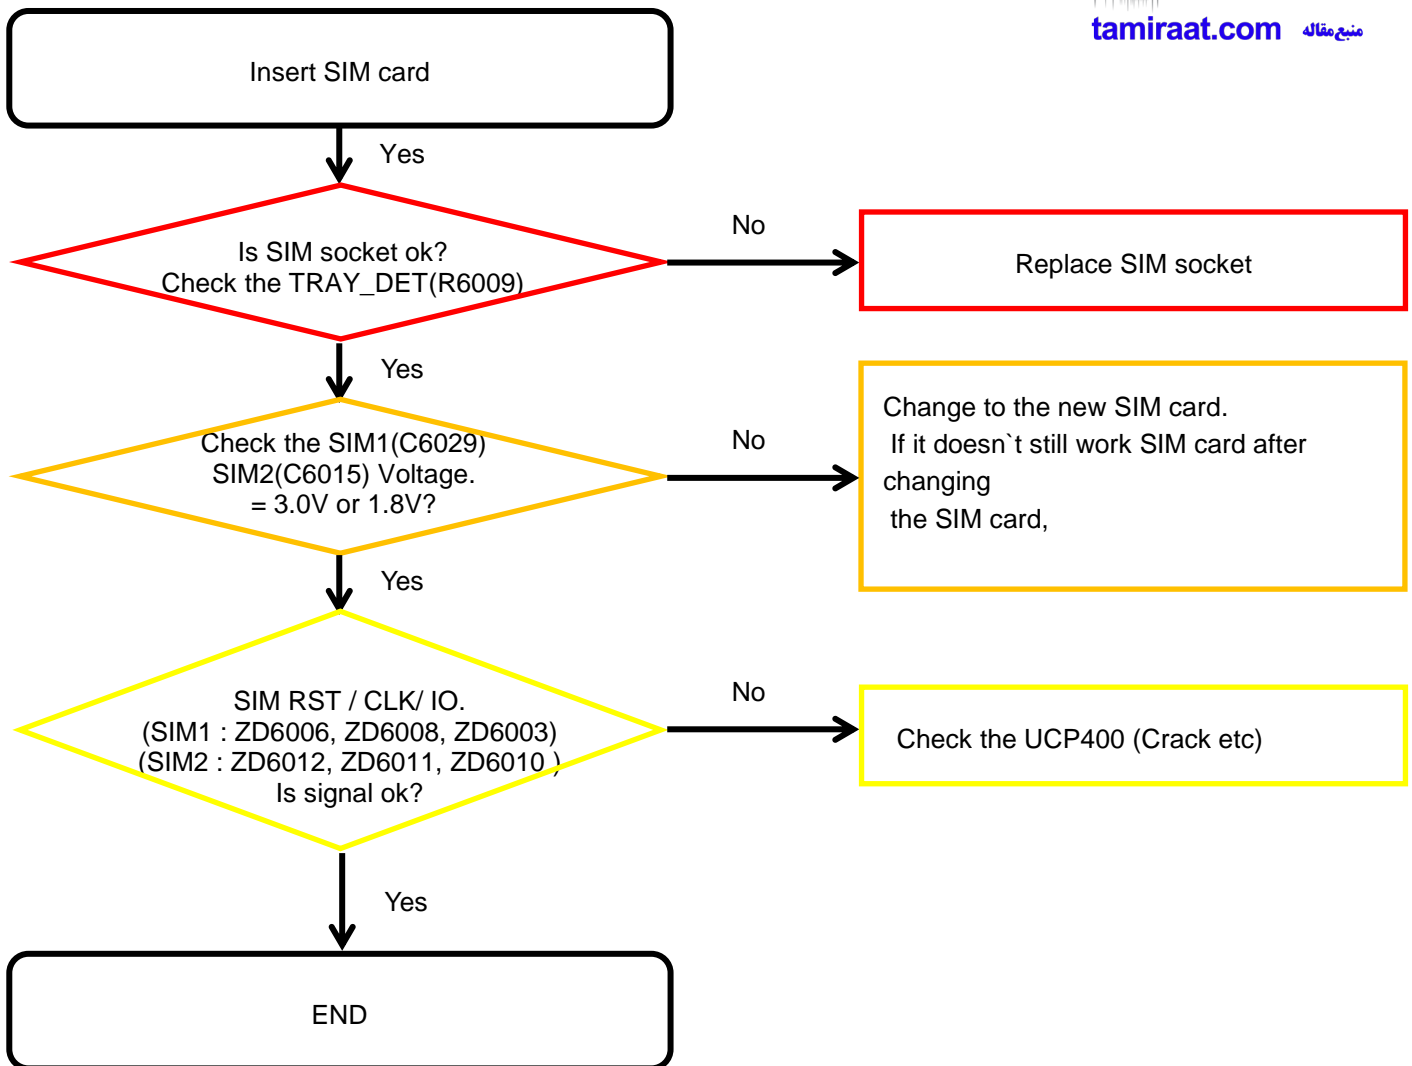 tamiraat.com منبع مقاله
Insert SIM card
Yes
Is SIM socket ok?
Check the TRAY_DET(R6009)
No
Replace SIM socket
Yes
Check the SIM1(C6029)
SIM2(C6015) Voltage.
= 3.0V or 1.8V?
No
Change to the new SIM card.
If it doesn`t still work SIM card after
changing
the SIM card,
Yes
SIM RST / CLK/ IO.
(SIM1 : ZD6006, ZD6008, ZD6003)
(SIM2 : ZD6012, ZD6011, ZD6010 )
Is signal ok?
No
Check the UCP400 (Crack etc)
Yes
END